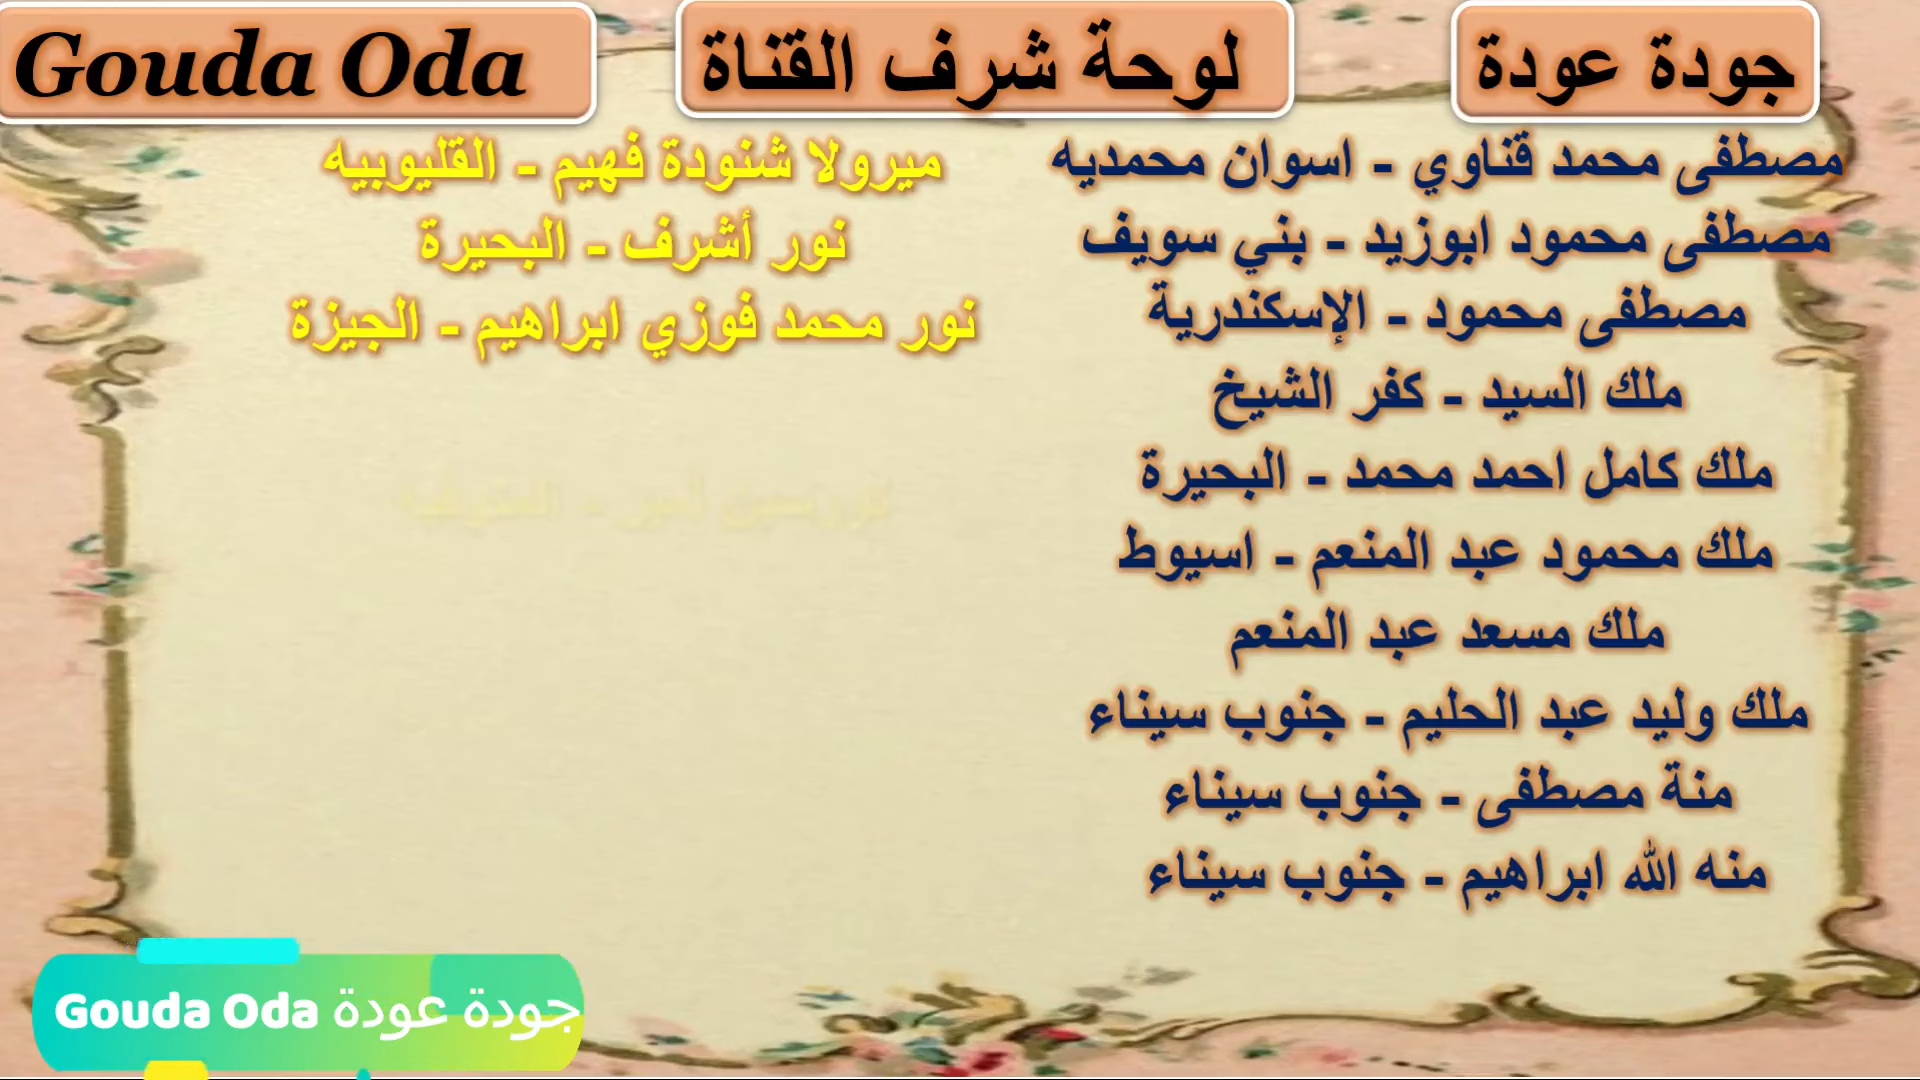 جودة عودة
لوحة شرف القناة
Gouda Oda
مصطفى محمد قناوي - اسوان محمديه
مصطفى محمود ابوزيد - بني سويف
مصطفى محمود - الإسكندرية
ملك السيد - كفر الشيخ
ملك كامل احمد محمد - البحيرة
ملك محمود عبد المنعم - اسيوط
ملك مسعد عبد المنعم
ملك وليد عبد الحليم - جنوب سيناء
منة مصطفى - جنوب سيناء
منه الله ابراهيم - جنوب سيناء
ميرولا شنودة فهيم - القليوبيه
نور أشرف - البحيرة
نور محمد فوزي ابراهيم - الجيزة
Gouda Oda جودة عودة